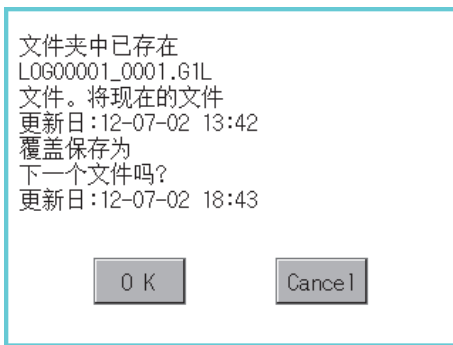 文件夹中已存在
LOG00001_0001.G1L
文件。将现在的文件
更新日:12-07-02 13:42
覆盖保存为
下一个文件吗?
更新日:12-07-02 18:43
O K
Cancel